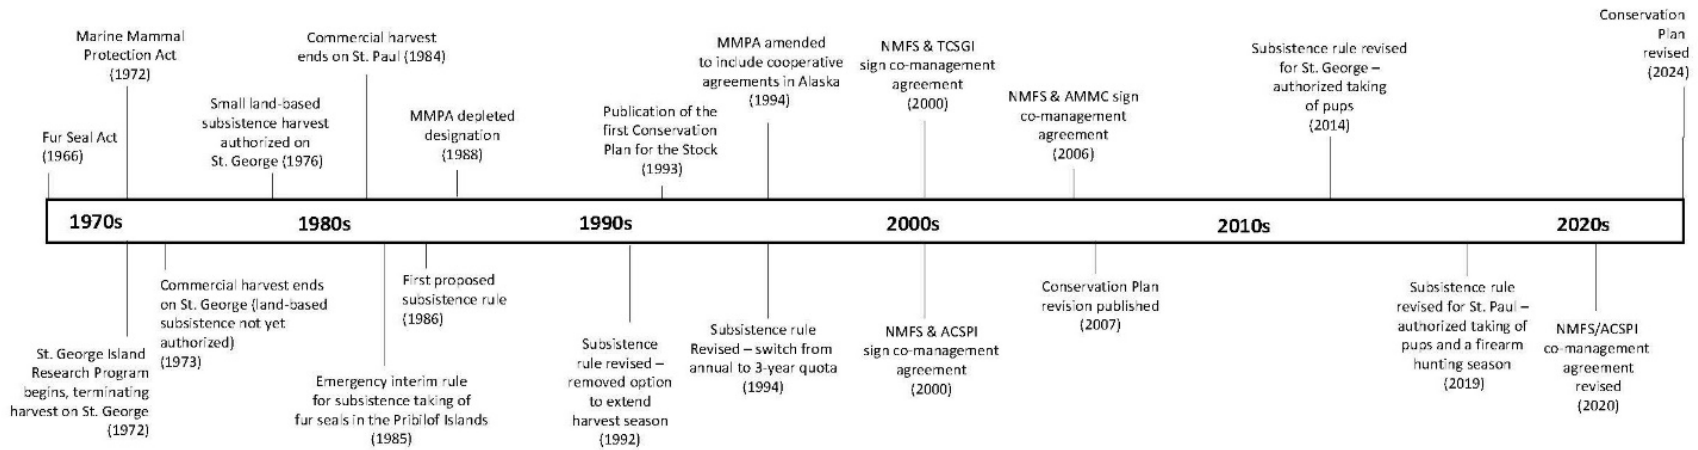 Fur Seal Act
(1966)
Marine Mammal
Protection Act
(1972)
Small land-based
subsistence harvest
authorized on
St. George (1976)
Commercial harvest
ends on St. Paul (1984)
MMPA depleted
designation
(1988)
Publication of the
first Conservation
Plan for the Stock
(1993)
MMPA amended
to include cooperative
agreements in Alaska
(1994)
NMFS & TCSGI
sign co-management
agreement
(2000)
NMFS & AMMC sign
co-management
agreement
(2006)
Subsistence rule revised
for St. George –
authorized taking
of pups
(2014)
Conservation
Plan
revised
(2024)
1970s
1980s
1990s
2000s
2010s
2020s
St. George Island
Research Program
begins, terminating
harvest on St. George
(1972)
Commercial harvest ends
on St. George (land-based
subsistence not yet
authorized)
(1973)
Emergency interim rule
for subsistence taking of
fur seals in the Pribilof Islands
(1985)
First proposed
subsistence rule
(1986)
Subsistence
rule revised –
removed option
to extend
harvest season
(1992)
Subsistence rule
Revised – switch from
annual to 3-year quota
(1994)
NMFS & ACSPI
sign co-management
agreement
(2000)
Conservation Plan
revision published
(2007)
Subsistence rule
revised for St. Paul –
authorized taking of
pups and a firearm
hunting season
(2019)
NMFS/ACSPI
co-management
agreement
revised
(2020)